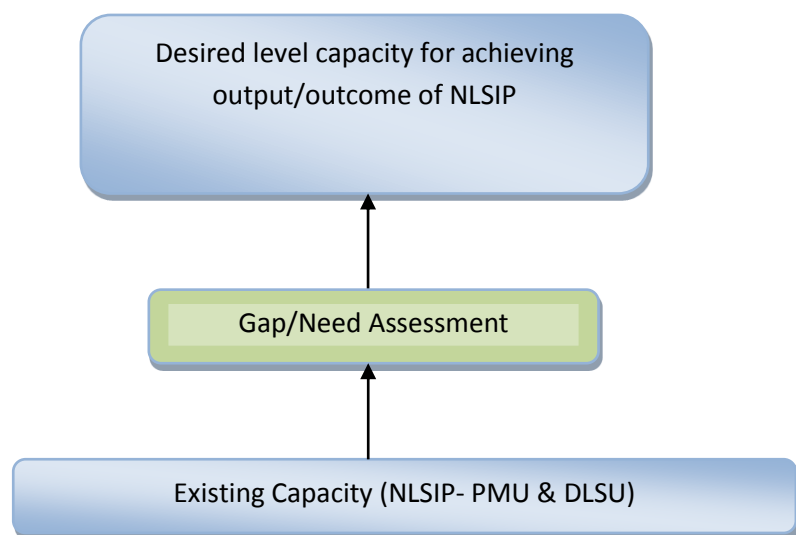 Desired level capacity for achieving
output/outcome of NLSIP
Gap/Need Assessment
Existing Capacity (NLSIP- PMU & DLSU)